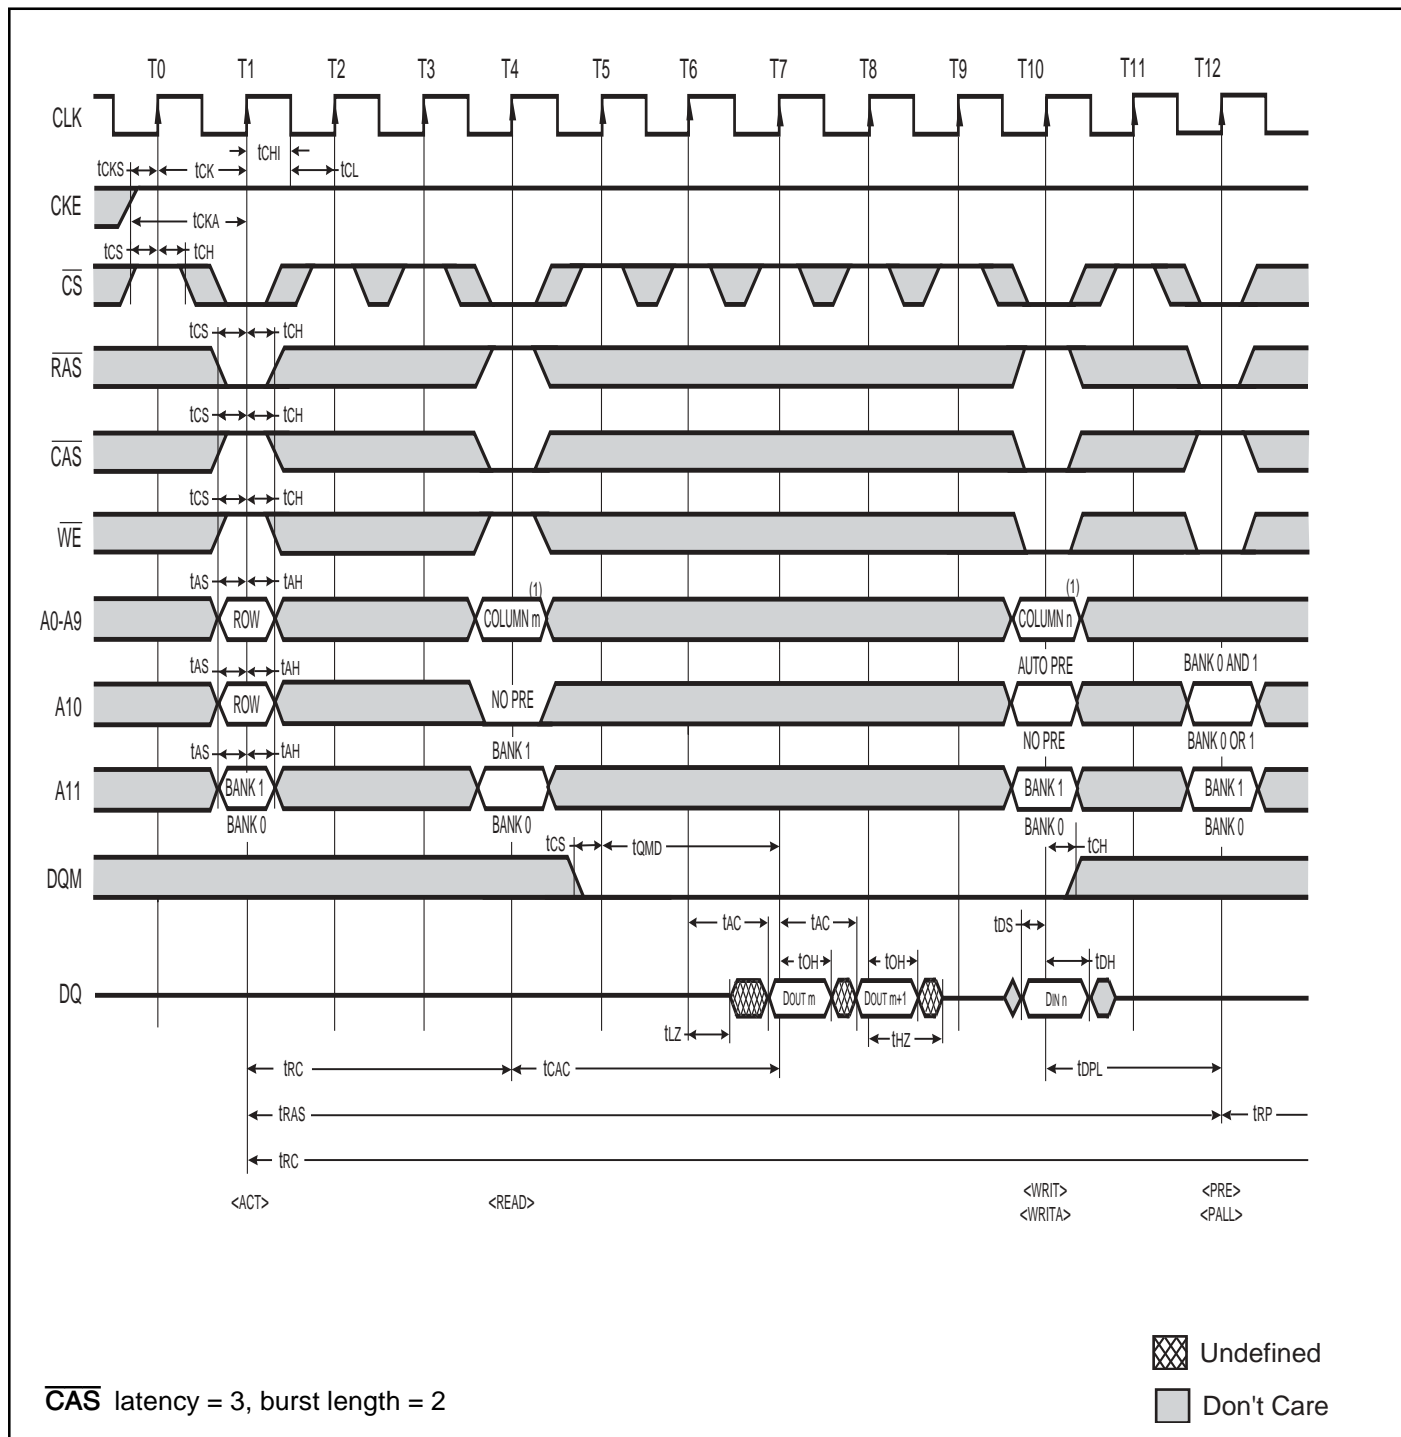 T0 T1 T2 T3 T4 T5 T6 T7 T8 T9 T10 T11 T12
CLK
tCHI
tCKS tCK tCL
CKE
tCKA
tCS tCH
CS
tCS tCH
RAS
tCS tCH
CAS
tCS tCH
WE
tAS tAH (1) (1)
A0-A9 ROW COLUMN m COLUMN n
tAS tAH AUTO PRE BANK 0 AND 1
A10 ROW NO PRE
tAS tAH BANK 1 NO PRE BANK 0 OR 1
A11 BANK 1 BANK 1 BANK 1
BANK 0 BANK 0 BANK 0 BANK 0
tCS tQMD tCH
DQM
tAC tAC tDS
tOH tOH tDH
DQ DOUT m DOUT m+1 DIN n
tLZ tHZ
tRC tCAC tDPL
tRAS tRP
tRC
<ACT> <READ> <WRIT> <PRE>
<WRITA> <PALL>
Undefined
CAS latency = 3, burst length = 2
Don't Care